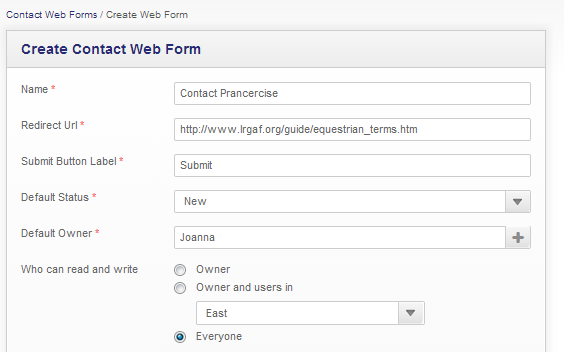 Contact Web Forms / Create Web Form
Create Contact Web Form
Name * Contact Prancercise
Redirect Url * http://www.lrgaf.org/guide/equestrian_terms.htm
Submit Button Label * Submit
Default Status * New
Default Owner * Joanna
Who can read and write Owner
Owner and users in
East
Everyone